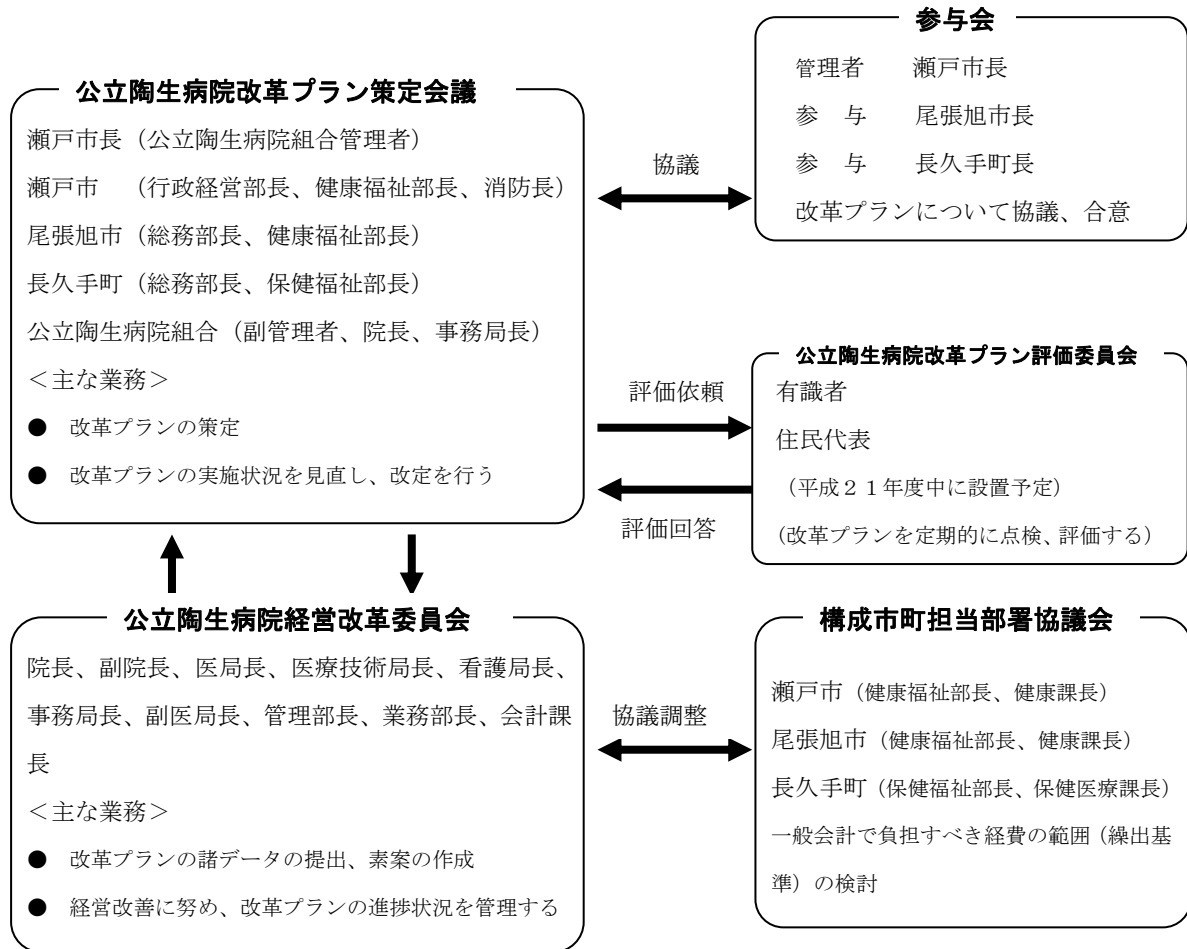 公立陶生病院改革プラン策定会議
瀬戸市長（公立陶生病院組合管理者）
瀬戸市　（行政経営部長、健康福祉部長、消防長）
尾張旭市（総務部長、健康福祉部長）
長久手町（総務部長、保健福祉部長）
公立陶生病院組合（副管理者、院長、事務局長）
＜主な業務＞
●　改革プランの策定
●　改革プランの実施状況を見直し、改定を行う
協議
参与会
管理者　瀬戸市長
参　与　尾張旭市長
参　与　長久手町長
改革プランについて協議、合意
評価依頼
評価回答
公立陶生病院改革プラン評価委員会
有識者
住民代表
（平成２１年度中に設置予定）
（改革プランを定期的に点検、評価する）
公立陶生病院経営改革委員会
院長、副院長、医局長、医療技術局長、看護局長、
事務局長、副医局長、管理部長、業務部長、会計課
長
＜主な業務＞
●　改革プランの諸データの提出、素案の作成
●　経営改善に努め、改革プランの進捗状況を管理する
協議調整
構成市町担当部署協議会
瀬戸市（健康福祉部長、健康課長）
尾張旭市（健康福祉部長、健康課長）
長久手町（保健福祉部長、保健医療課長）
一般会計で負担すべき経費の範囲（繰出基
準）の検討